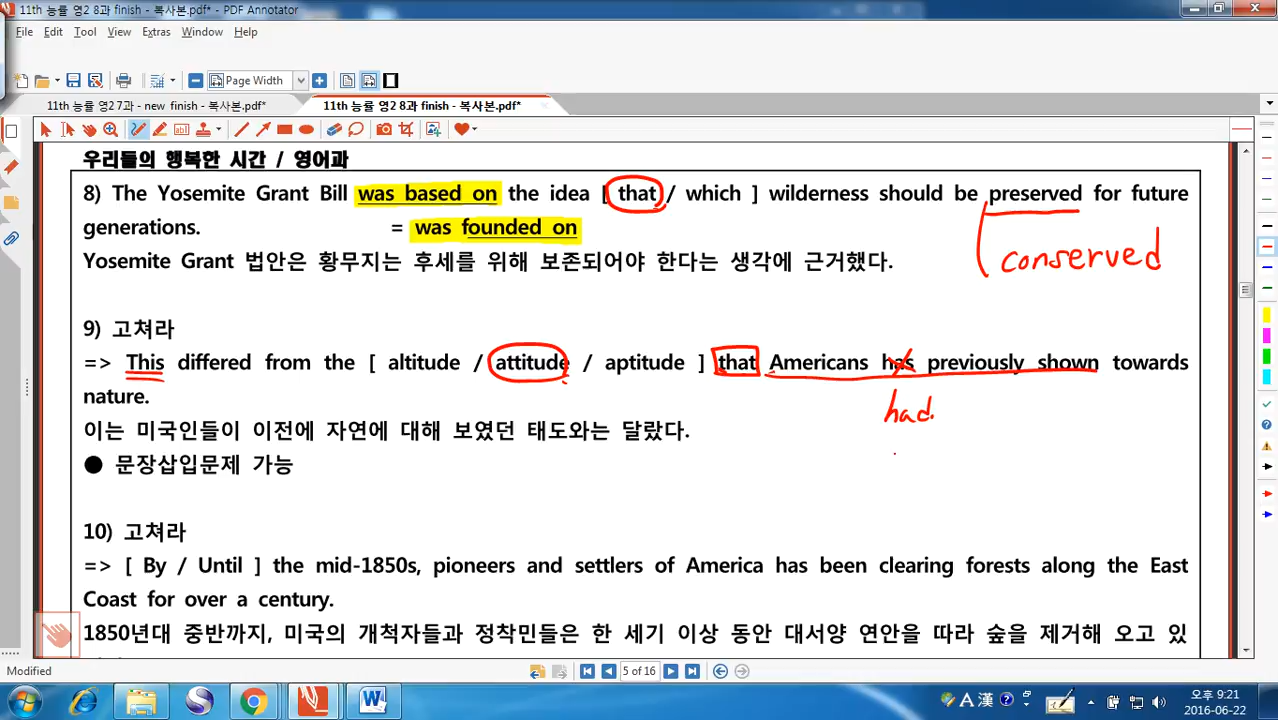 11th 능률 영2 8과 finish - 복사본.pdf* - PDF Annotator
File Edit Tool View Extras Window Help
Page Width
11th 능률 영2 7과 - new finish - 복사본.pdf* 11th 능률 영2 8과 finish - 복사본.pdf*
우리들의 행복한 시간 / 영어과
8) The Yosemite Grant Bill was based on the idea [ that / which ] wilderness should be preserved for future
generations. = was founded on
conserved
Yosemite Grant 법안은 황무지는 후세를 위해 보존되어야 한다는 생각에 근거했다.
9) 고쳐라
=> This differed from the [ altitude / attitude / aptitude ] that Americans has previously shown towards
nature.
had
이는 미국인들이 이전에 자연에 대해 보였던 태도와는 달랐다.
● 문장삽입문제 가능
10) 고쳐라
=> [ By / Until ] the mid-1850s, pioneers and settlers of America has been clearing forests along the East
Coast for over a century.
1850년대 중반까지, 미국의 개척자들과 정착민들은 한 세기 이상 동안 대서양 연안을 따라 숲을 제거해 오고 있
Modified
5 of 16
A 漢
오후 9:21
2016-06-22